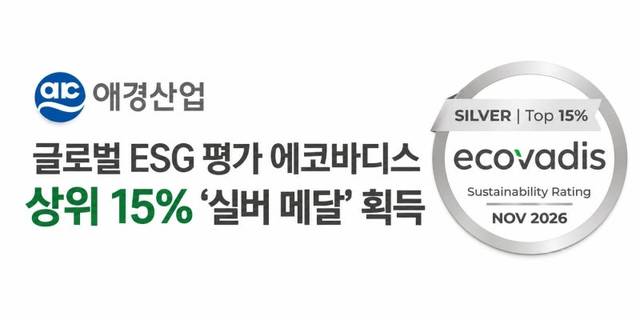 애경산업
글로벌 ESG 평가 에코바디스
상위 15% ‘실버 메달’ 획득
SILVER | Top 15%
ecovadis
Sustainability Rating
NOV 2026